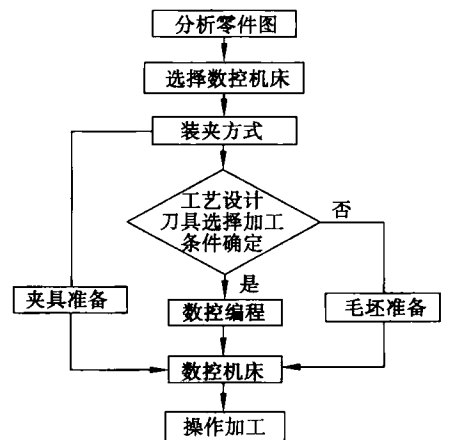 分析零件图
选择数控机床
装夹方式
工艺设计
刀具选择加工
条件确定
否
是
夹具准备
数控编程
毛坯准备
数控机床
操作加工